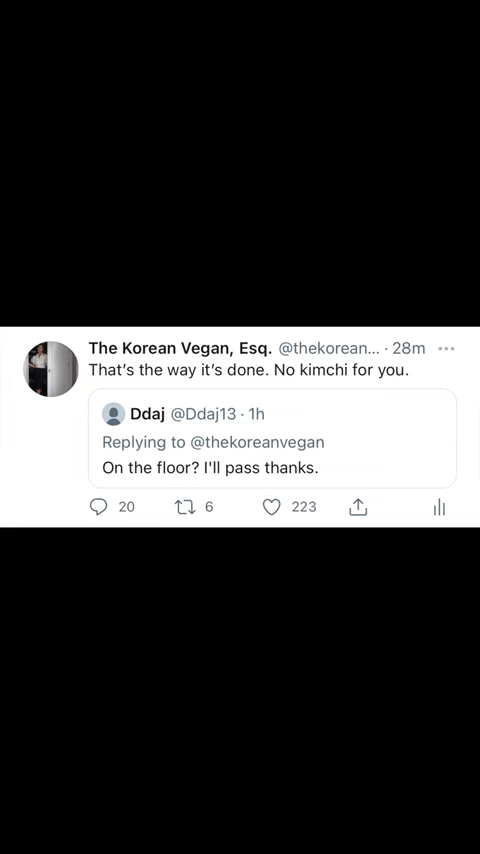 The Korean Vegan, Esq. @thekorean... · 28m
That's the way it's done. No kimchi for you.
Ddaj @Ddaj13 · 1h
Replying to @thekoreanvegan
On the floor? I'll pass thanks.
20 6 223